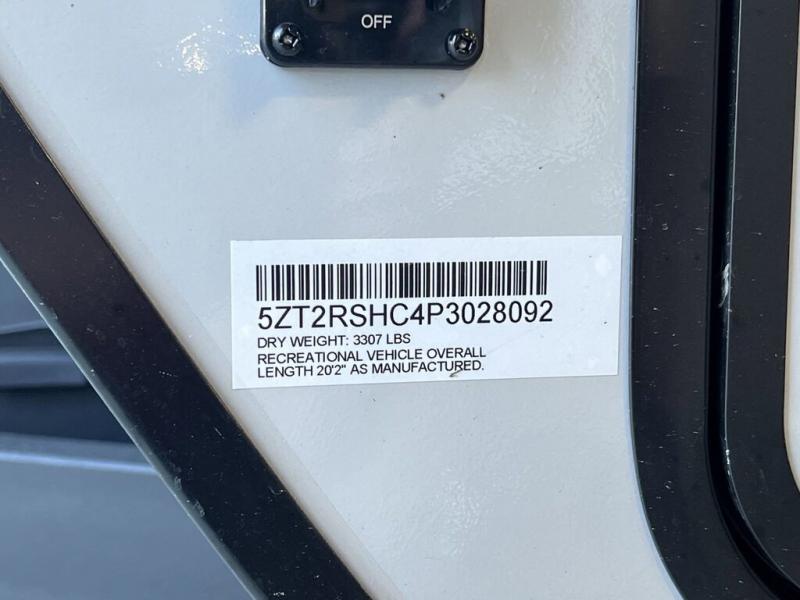 OFF
5ZT2RSHC4P3028092
DRY WEIGHT: 3307 LBS
RECREATIONAL VEHICLE OVERALL
LENGTH 20'2" AS MANUFACTURED.